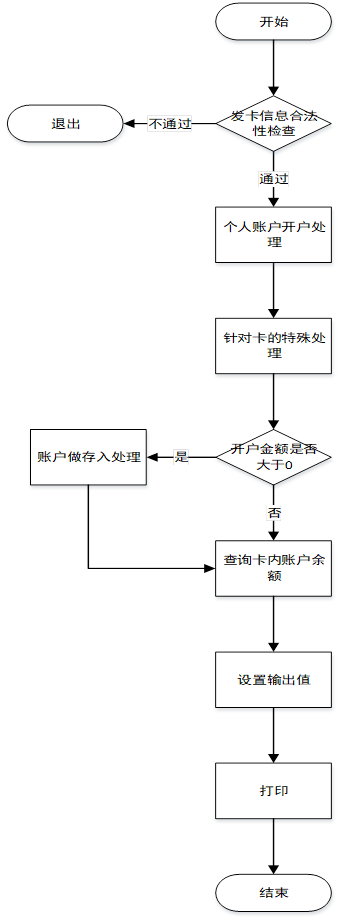 开始
发卡信息合法
性检查
不通过
退出
通过
个人账户开户处
理
针对卡的特殊处
理
开户金额是否
大于0
是
账户做存入处理
否
查询卡内账户余
额
设置输出值
打印
结束